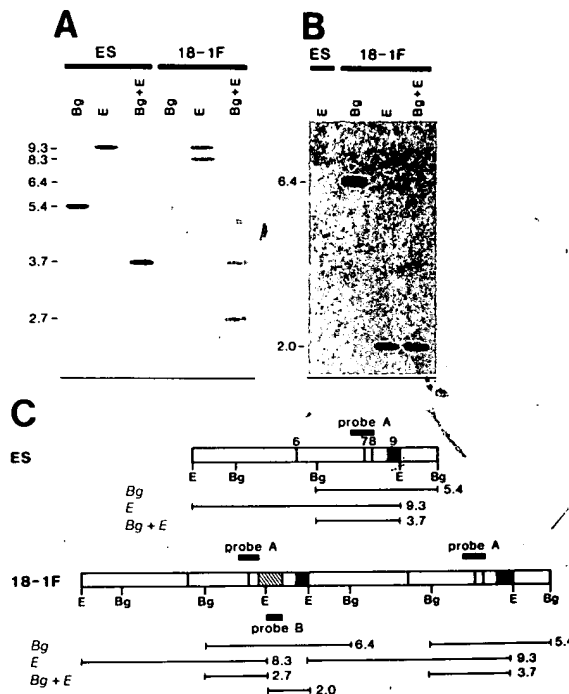 A
ES 18-1F
Bg E Bg+E Bg E Bg+E
9.3
8.3
6.4
5.4
3.7
2.7
B
ES 18-1F
E Bg E Bg+E
6.4
2.0
C
probe A
6 78 9
ES
E Bg Bg E Bg
Bg 5.4
E 9.3
Bg + E 3.7
probe A probe A
18-1F
E Bg Bg E E Bg Bg E Bg
probe B
Bg 6.4 5.4
E 8.3 9.3
Bg + E 2.7 3.7
2.0